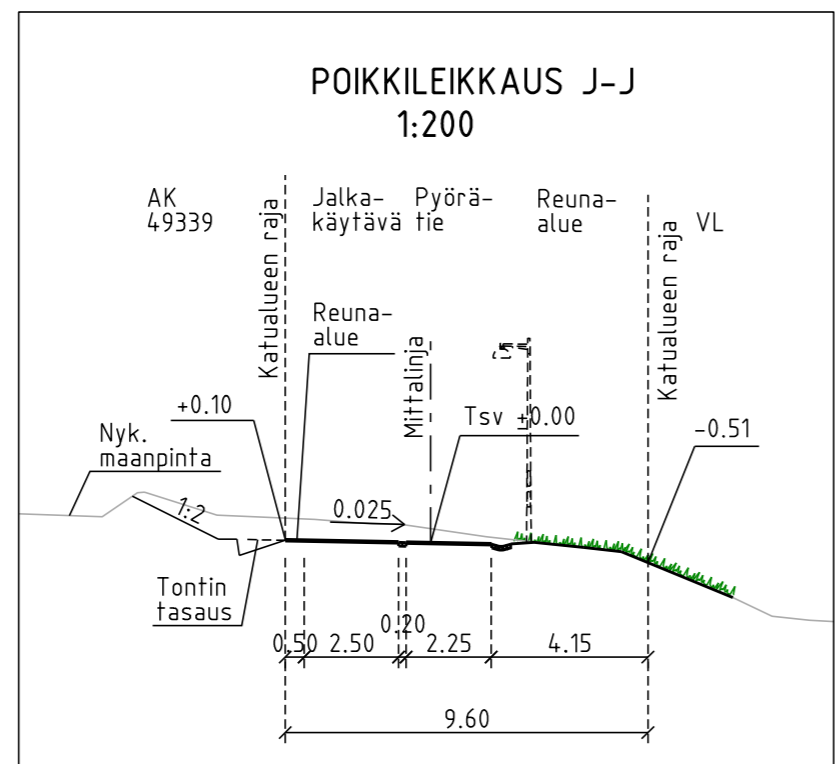 POIKKILEIKKAUS J-J
1:200
AK
49339
Katualueen raja
Jalka-
käytävä
Pyörä-
tie
Reuna-
alue
Katualueen raja
VL
Reuna-
alue
Mittalinja
+0.10
Tsv ±0.00
-0.51
Nyk.
maanpinta
1:2
0.025
Tontin
tasaus
0.20
0.50
2.50
2.25
4.15
9.60